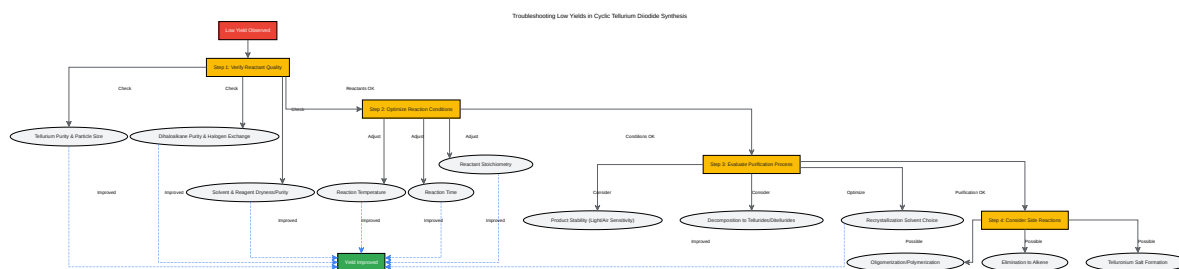 Troubleshooting Low Yields in Cyclic Tellurium Diiodide Synthesis
Low Yield Observed
Step 1: Verify Reactant Quality
Check
Check
Check
Reactants OK
Step 2: Optimize Reaction Conditions
Tellurium Purity & Particle Size
Dihaloalkane Purity & Halogen Exchange
Adjust
Adjust
Adjust
Conditions OK
Reactant Stoichiometry
Step 3: Evaluate Purification Process
Improved
Improved
Solvent & Reagent Dryness/Purity
Reaction Temperature
Reaction Time
Consider
Consider
Optimize
Purification OK
Improved
Improved
Improved
Improved
Product Stability (Light/Air Sensitivity)
Decomposition to Tellurides/Ditellurides
Recrystallization Solvent Choice
Step 4: Consider Side Reactions
Improved
Possible
Possible
Possible
Yield Improved
Oligomerization/Polymerization
Elimination to Alkene
Telluronium Salt Formation